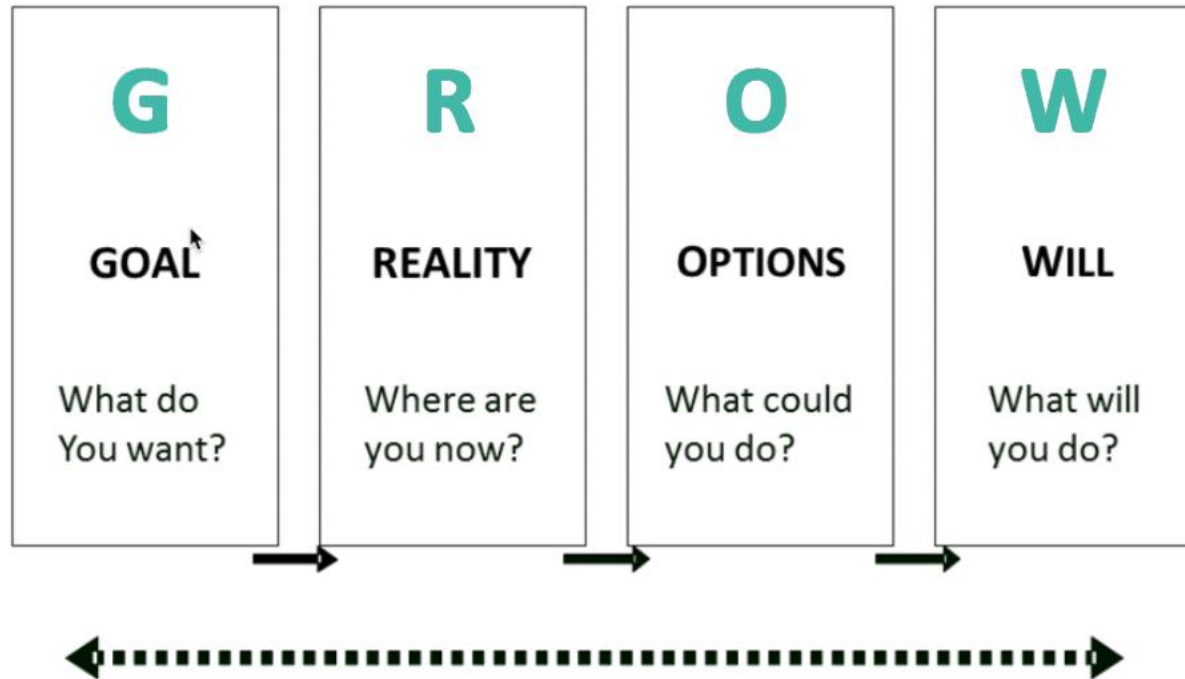 G
GOAL
What do
You want?
R
REALITY
Where are
you now?
O
OPTIONS
What could
you do?
W
WILL
What will
you do?